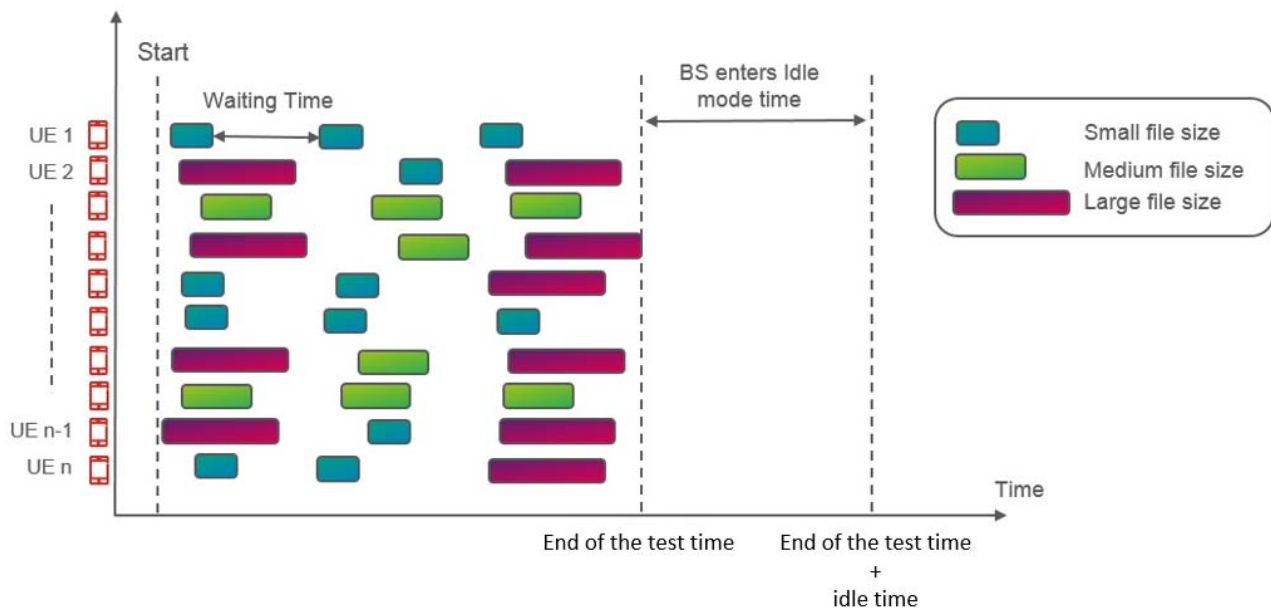 Start
BS enters Idle
mode time
Waiting Time
UE 1
UE 2
UE n-1
UE n
Small file size
Medium file size
Large file size
Time
End of the test time
End of the test time
+
idle time